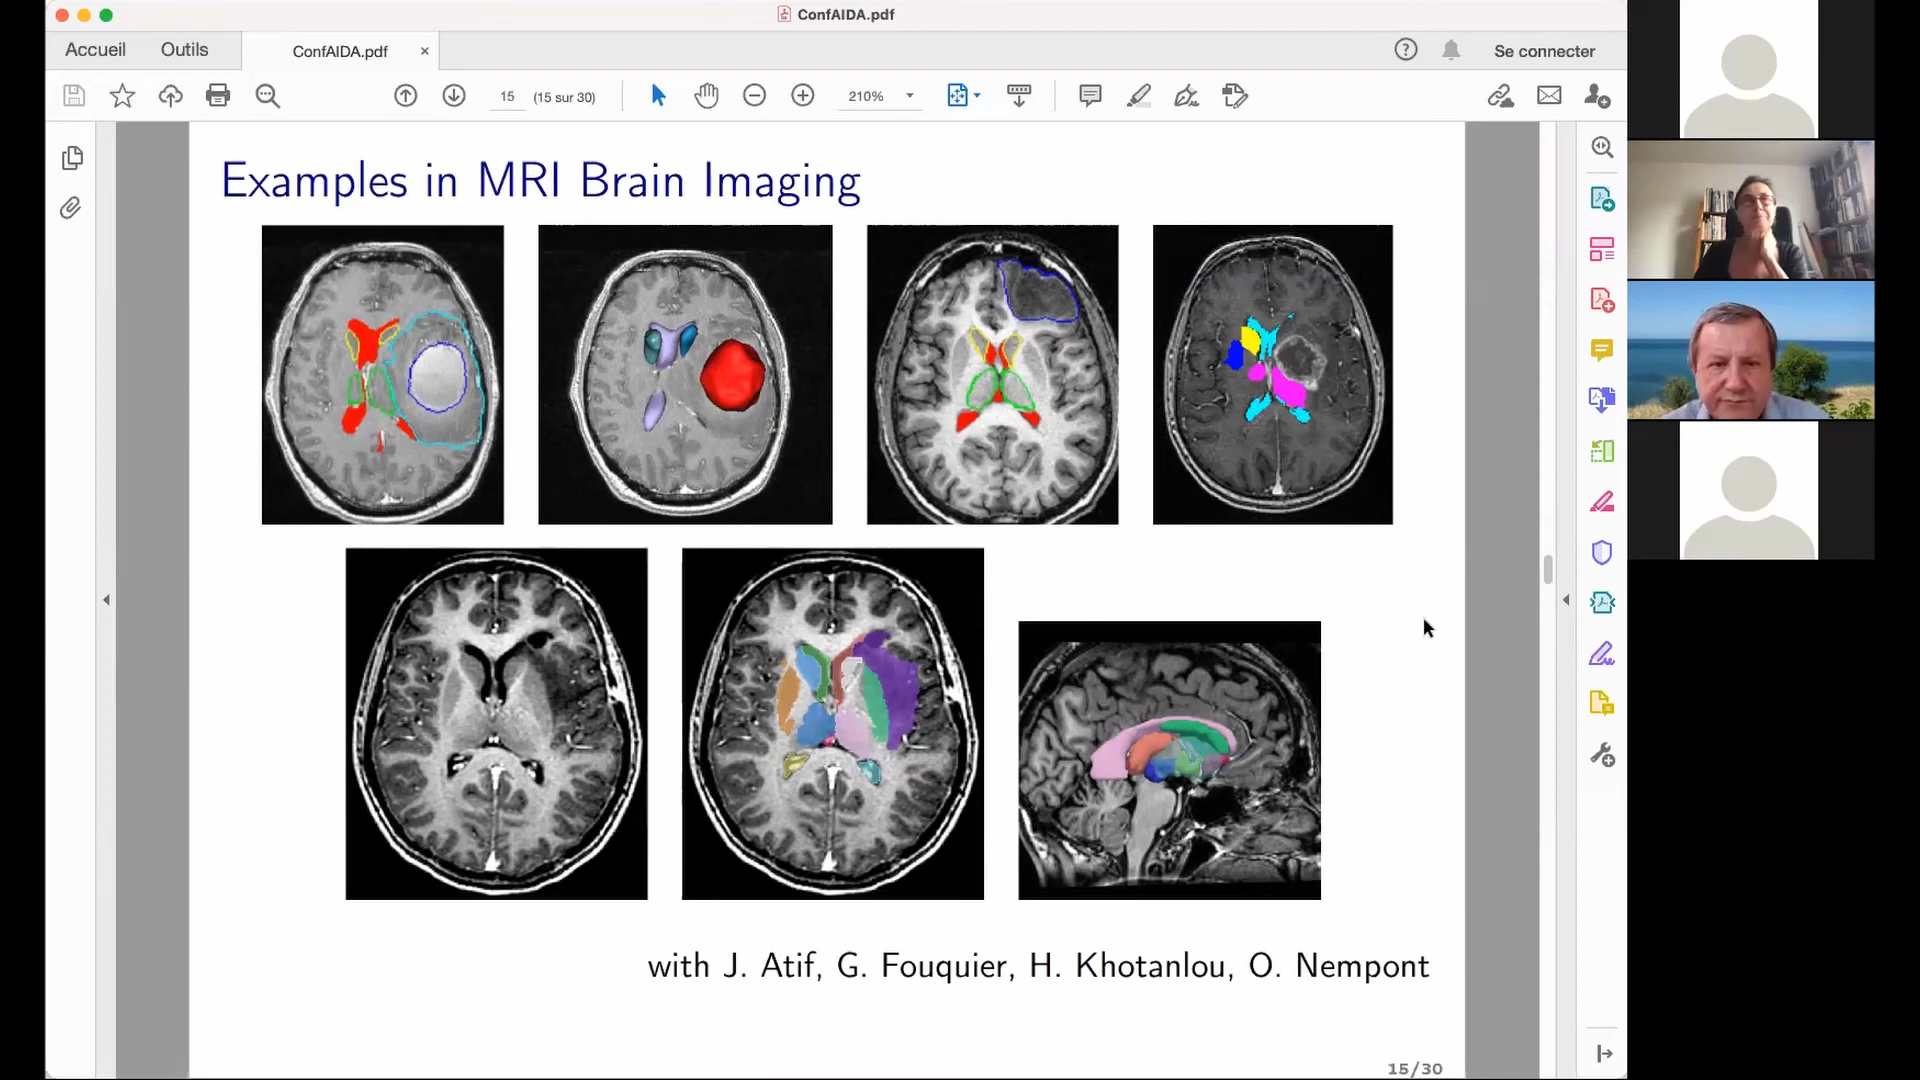 ConfAIDA.pdf
Accueil Outils ConfAIDA.pdf × Se connecter
15 (15 sur 30) 210%
Examples in MRI Brain Imaging
with J. Atif, G. Fouquier, H. Khotanlou, O. Nempont
15/30